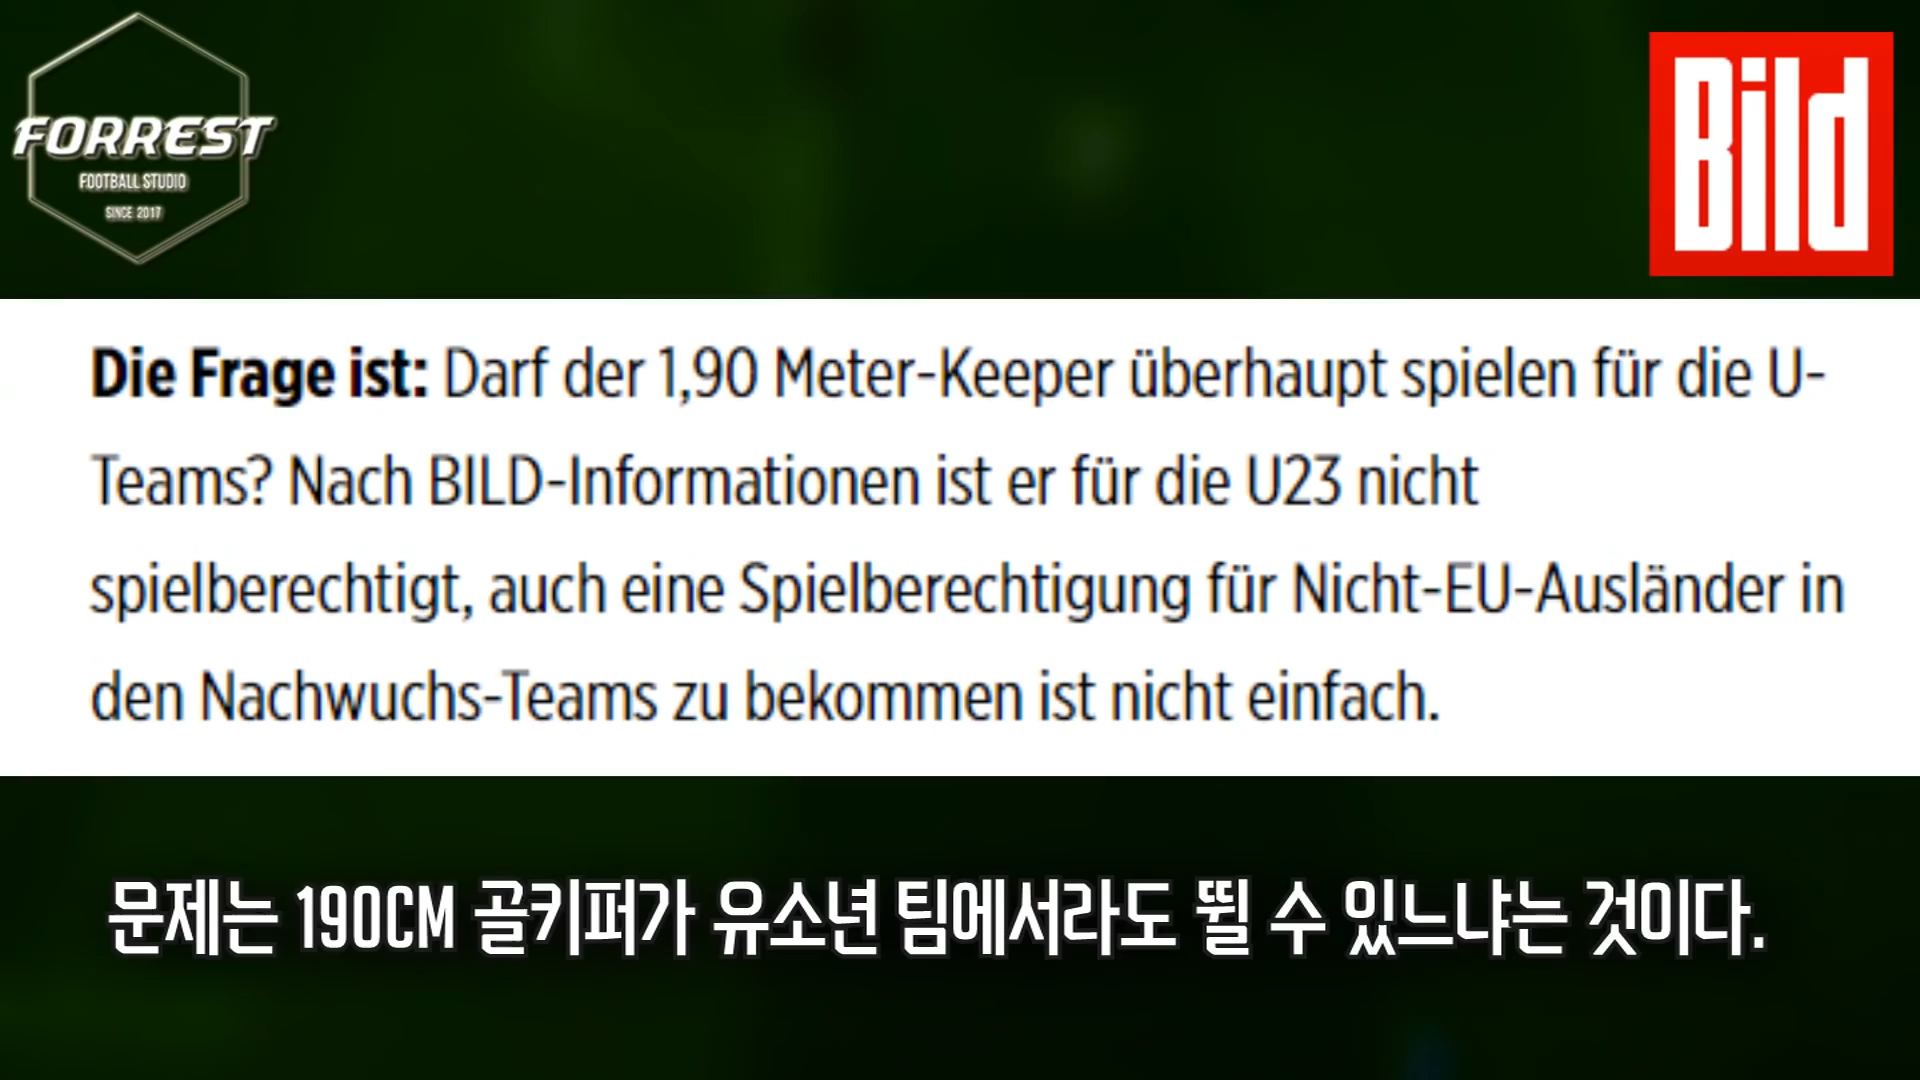 FORREST
FOOTBALL STUDIO
SINCE 2017
Bild
Die Frage ist: Darf der 1,90 Meter-Keeper überhaupt spielen für die U-
Teams? Nach BILD-Informationen ist er für die U23 nicht
spielberechtigt, auch eine Spielberechtigung für Nicht-EU-Ausländer in
den Nachwuchs-Teams zu bekommen ist nicht einfach.
문제는 190CM 골키퍼가 유소년 팀에서라도 뛸 수 있느냐는 것이다.